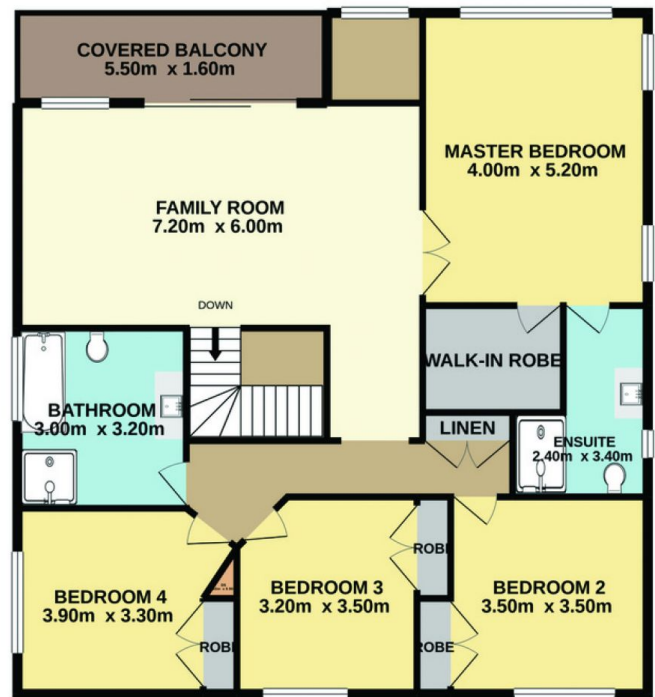 COVERED BALCONY
5.50m x 1.60m
MASTER BEDROOM
4.00m x 5.20m
FAMILY ROOM
7.20m x 6.00m
DOWN
WALK-IN ROBE
BATHROOM
3.00m x 3.20m
LINEN
ENSUITE
2.40m x 3.40m
ROBE
BEDROOM 4
3.90m x 3.30m
BEDROOM 3
3.20m x 3.50m
BEDROOM 2
3.50m x 3.50m
ROBE
ROBE